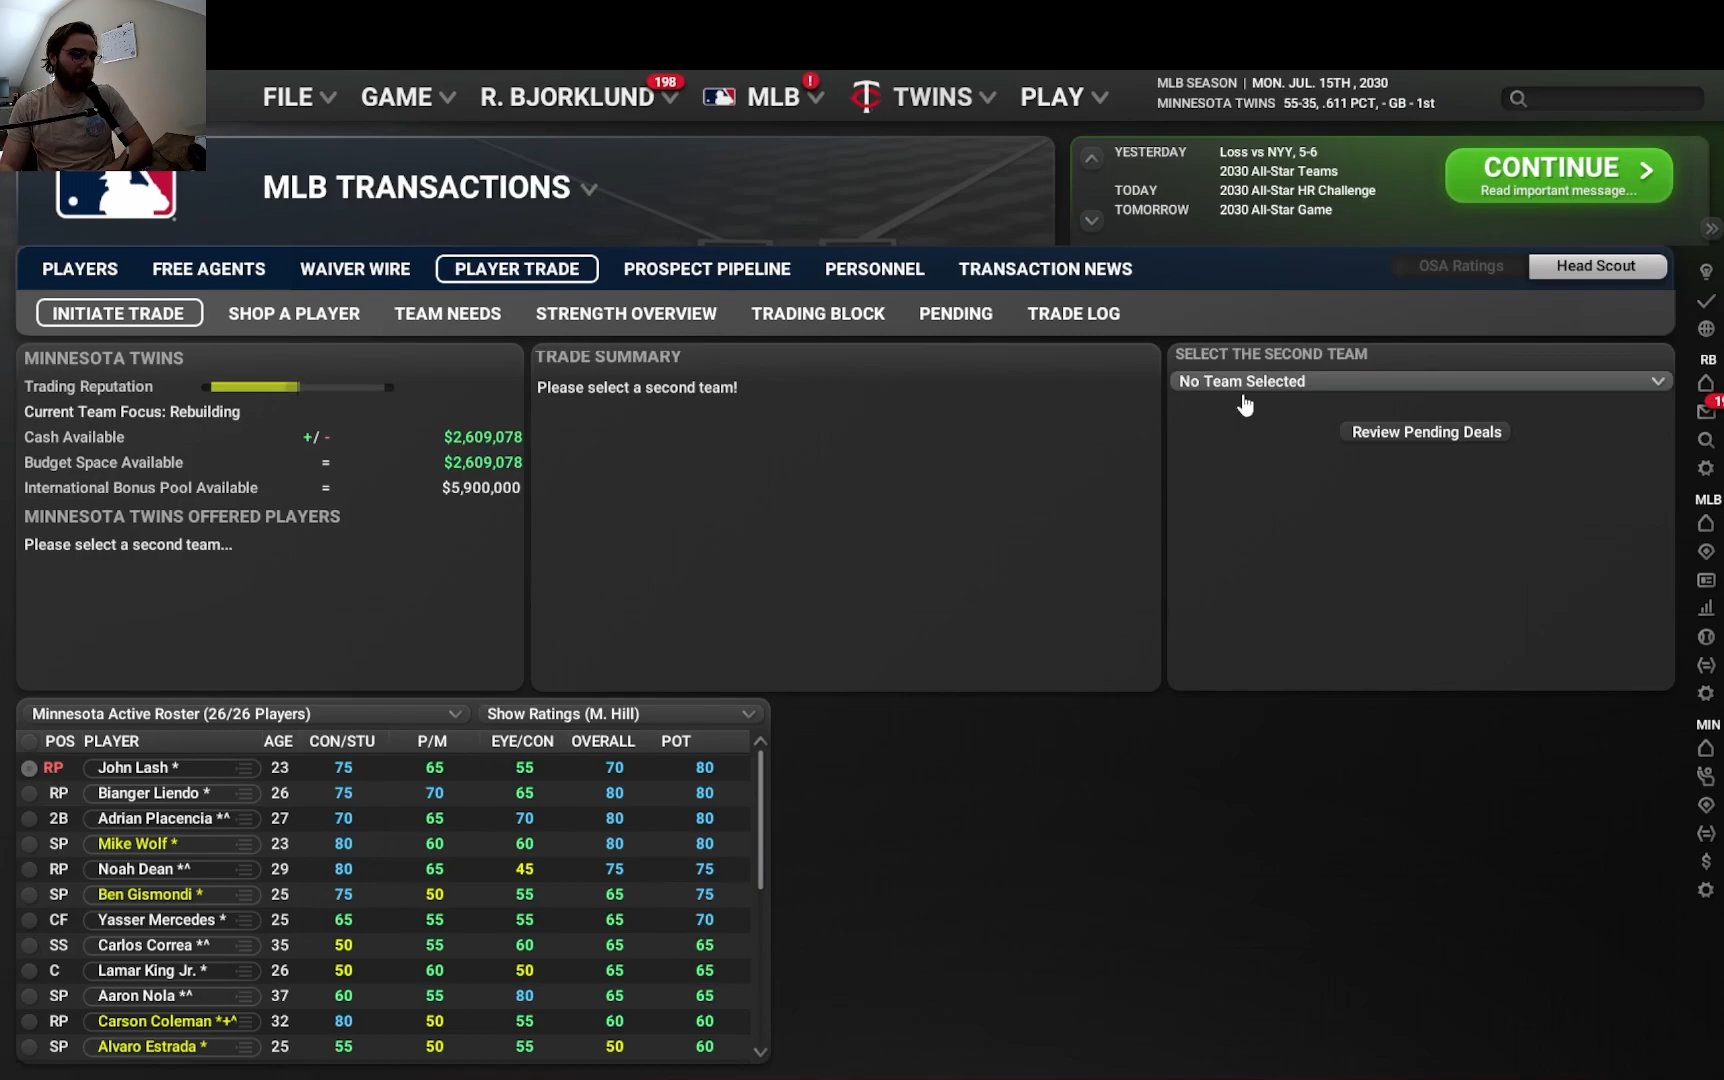 FILE GAME R. BJORKLUND 198 MLB ! TWINS PLAY
MLB SEASON | MON. JUL. 15TH, 2030
MINNESOTA TWINS 55-35, .611 PCT, - GB - 1st
MLB TRANSACTIONS
YESTERDAY Loss vs NYY, 5-6
2030 All-Star Teams
TODAY 2030 All-Star HR Challenge
TOMORROW 2030 All-Star Game
CONTINUE
Read important message...
PLAYERS FREE AGENTS WAIVER WIRE PLAYER TRADE PROSPECT PIPELINE PERSONNEL TRANSACTION NEWS OSA Ratings Head Scout
INITIATE TRADE SHOP A PLAYER TEAM NEEDS STRENGTH OVERVIEW TRADING BLOCK PENDING TRADE LOG
MINNESOTA TWINS
Trading Reputation
Current Team Focus: Rebuilding
Cash Available +/- $2,609,078
Budget Space Available = $2,609,078
International Bonus Pool Available = $5,900,000
MINNESOTA TWINS OFFERED PLAYERS
Please select a second team...
TRADE SUMMARY
Please select a second team!
SELECT THE SECOND TEAM
No Team Selected
Review Pending Deals
Minnesota Active Roster (26/26 Players) Show Ratings (M. Hill)
POS PLAYER AGE CON/STU P/M EYE/CON OVERALL POT
RP John Lash * 23 75 65 55 70 80
RP Bianger Liendo * 26 75 70 65 80 80
2B Adrian Placencia *^ 27 70 65 70 80 80
SP Mike Wolf * 23 80 60 60 80 80
RP Noah Dean *^ 29 80 65 45 75 75
SP Ben Gismondi * 25 75 50 55 65 75
CF Yasser Mercedes * 25 65 55 55 65 70
SS Carlos Correa *^ 35 50 55 60 65 65
C Lamar King Jr. * 26 50 60 50 65 65
SP Aaron Nola *^ 37 60 55 80 65 65
RP Carson Coleman *+^ 32 80 50 55 60 60
SP Alvaro Estrada * 25 55 50 55 50 60
RB
19
MLB
MIN
$